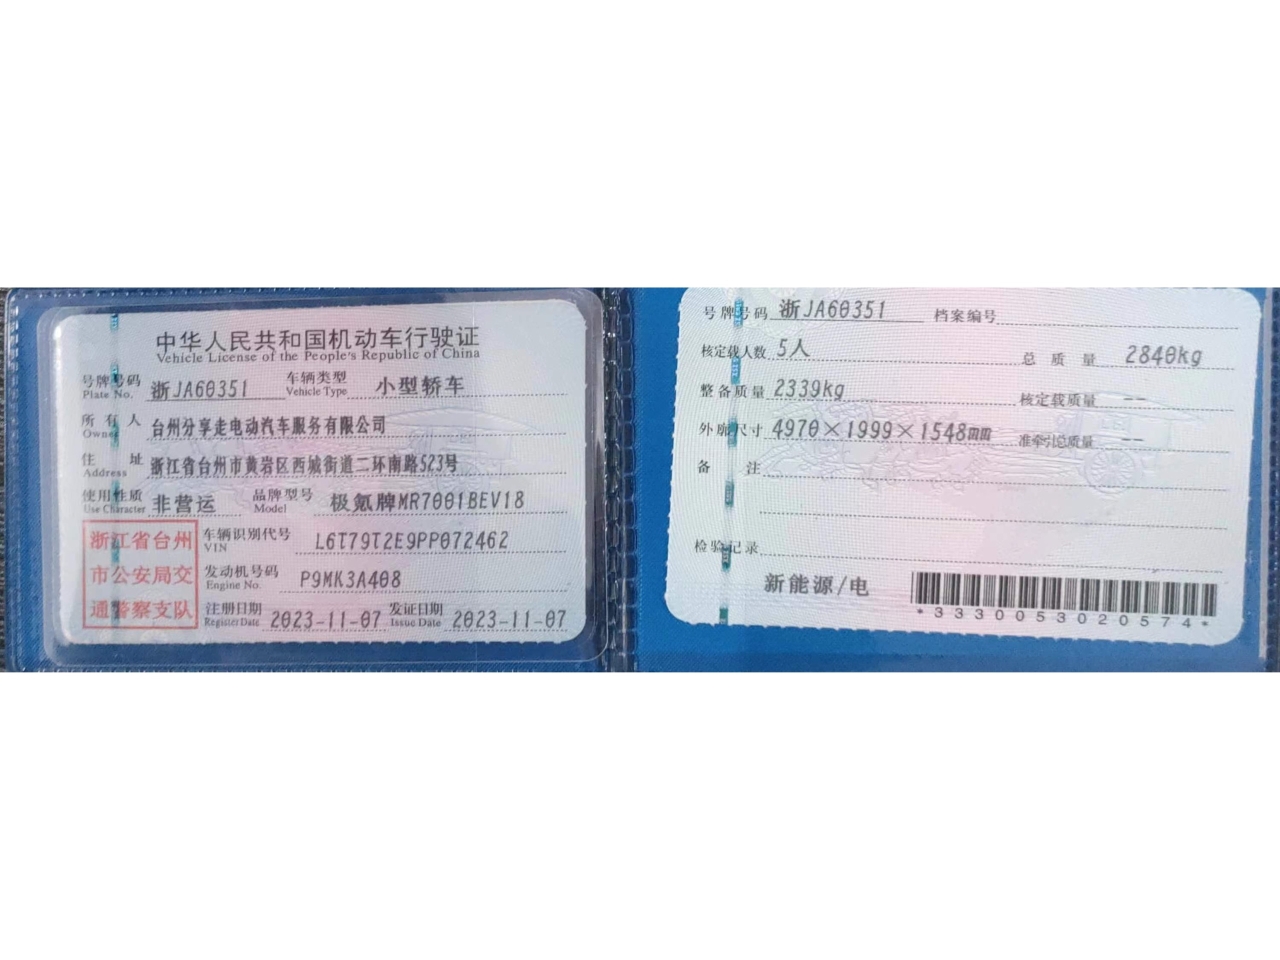 中华人民共和国机动车行驶证
Vehicle License of the People's Republic of China
号牌号码 浙JA60351 车辆类型 小型轿车
Plate No. Vehicle Type
所有人 台州分享走电动汽车服务有限公司
Owner
住址 浙江省台州市黄岩区西城街道二环南路523号
Address
使用性质 非营运 品牌型号 极氪牌MR7001BEV18
Use Character Model
浙江省台州
市公安局交
通警察支队
车辆识别代号 L6T79T2E9PP072462
VIN
发动机号码 P9MK3A408
Engine No.
注册日期 2023-11-07 发证日期 2023-11-07
Register Date Issue Date
号牌号码 浙JA60351 档案编号
核定载人数 5人 总质量 2840kg
整备质量 2339kg 核定载质量 --
外廓尺寸 4970×1999×1548mm 准牵引总质量 --
备注
检验记录
新能源/电
*3330053020574*